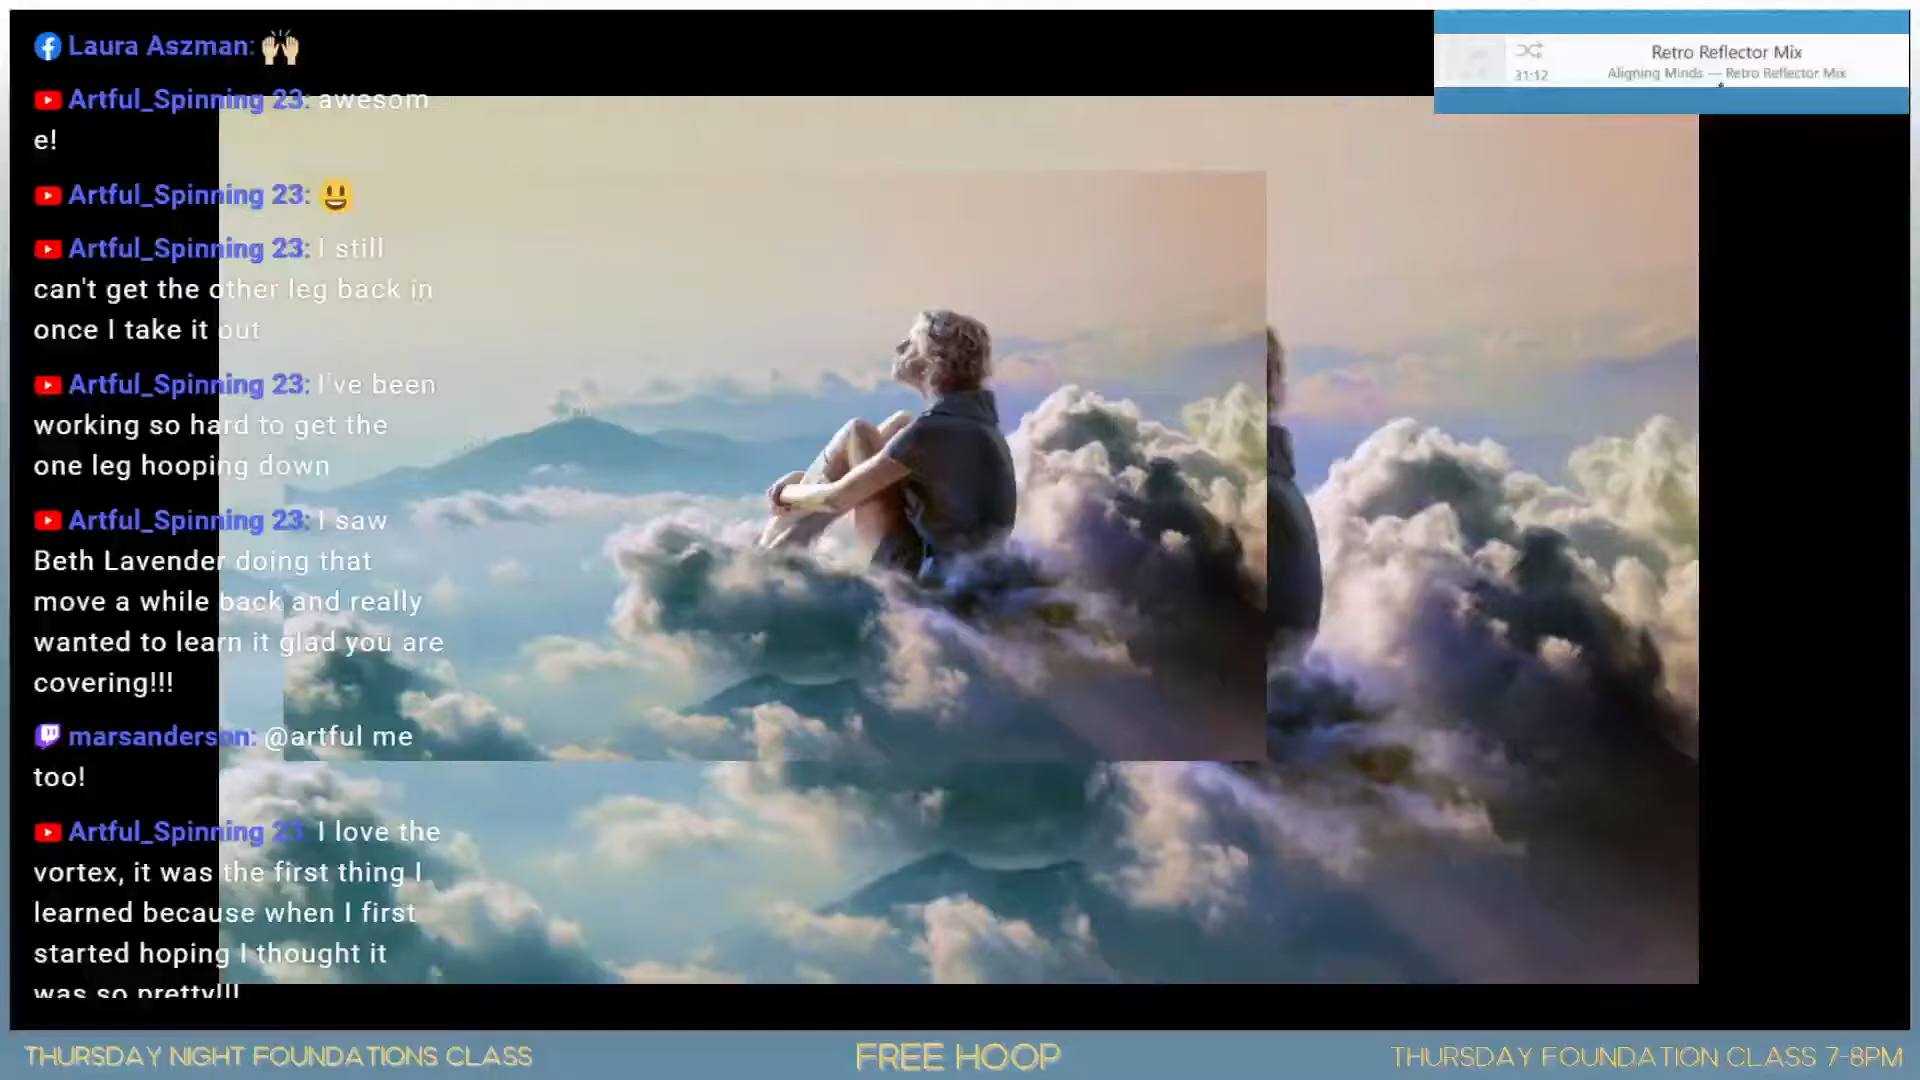 Laura Aszman: 🙌🏼
Artful_Spinning 23: awesom
e!
Artful_Spinning 23: 😃
Artful_Spinning 23: I still
can't get the other leg back in
once I take it out
Artful_Spinning 23: I've been
working so hard to get the
one leg hooping down
Artful_Spinning 23: I saw
Beth Lavender doing that
move a while back and really
wanted to learn it glad you are
covering!!!
marsanderson: @artful me
too!
Artful_Spinning 23: I love the
vortex, it was the first thing I
learned because when I first
started hoping I thought it
was so pretty!!!
Retro Reflector Mix
31:12
Aligning Minds — Retro Reflector Mix
THURSDAY NIGHT FOUNDATIONS CLASS
FREE HOOP
THURSDAY FOUNDATION CLASS 7-8PM